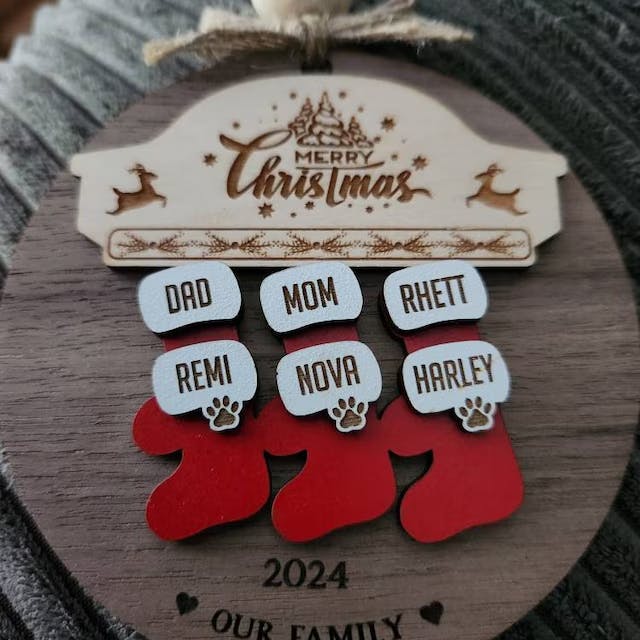 MERRY
Christmas
DAD MOM RHETT
REMI NOVA HARLEY
2024
OUR FAMILY